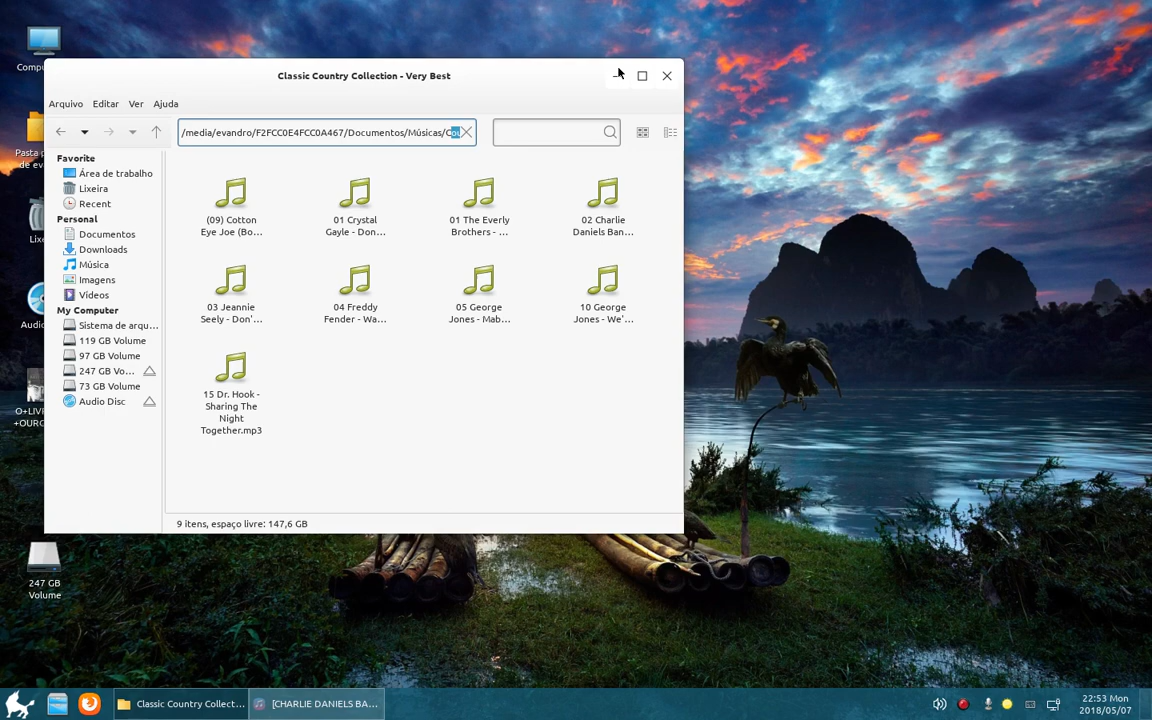 Classic Country Collection - Very Best
Arquivo Editar Ver Ajuda
/media/evandro/F2FCC0E4FCC0A467/Documentos/Músicas/Cou
Favorite
Área de trabalho
Lixeira
Recent
Personal
Documentos
Downloads
Música
Imagens
Vídeos
My Computer
Sistema de arqu...
119 GB Volume
97 GB Volume
247 GB Vo...
73 GB Volume
Audio Disc
(09) Cotton
Eye Joe (Bo...
01 Crystal
Gayle - Don...
01 The Everly
Brothers - ...
02 Charlie
Daniels Ban...
03 Jeannie
Seely - Don'...
04 Freddy
Fender - Wa...
05 George
Jones - Mab...
10 George
Jones - We'...
15 Dr. Hook -
Sharing The
Night
Together.mp3
9 itens, espaço livre: 147,6 GB
Compu
Pasta p
de ev
Lixe
Audio
O+LIV
+OURO
247 GB
Volume
Classic Country Collect...
[CHARLIE DANIELS BA...
22:53 Mon
2018/05/07